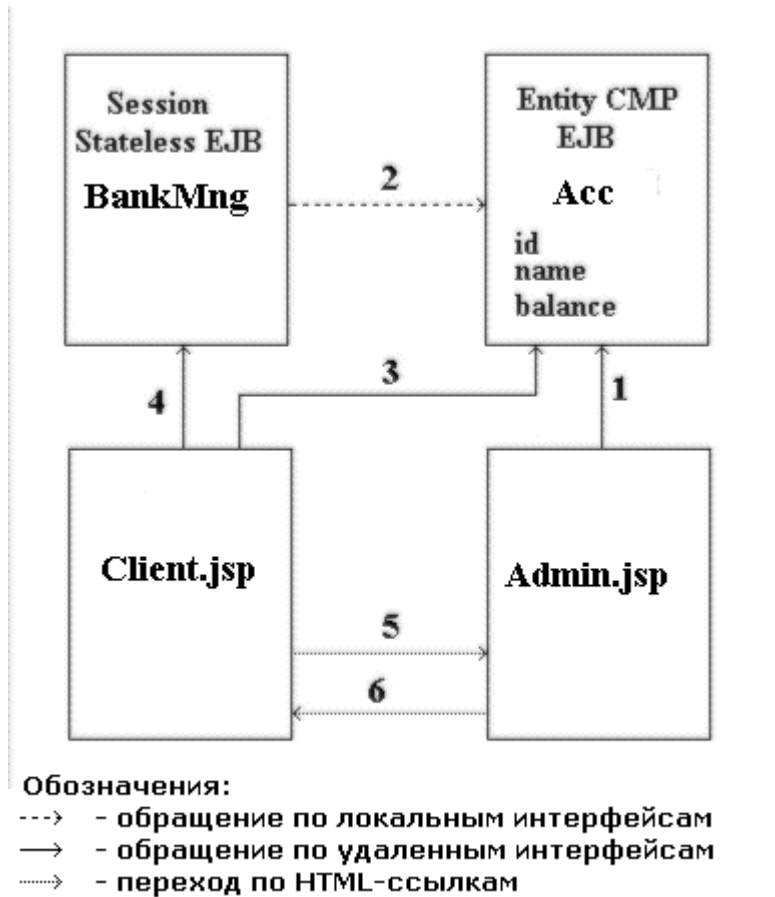 Session
Stateless EJB
BankMng
Entity CMP
EJB
Acc
id
name
balance
2
3
4
1
Client.jsp
Admin.jsp
5
6
Обозначения:
- обращение по локальным интерфейсам
- обращение по удаленным интерфейсам
- переход по HTML-ссылкам